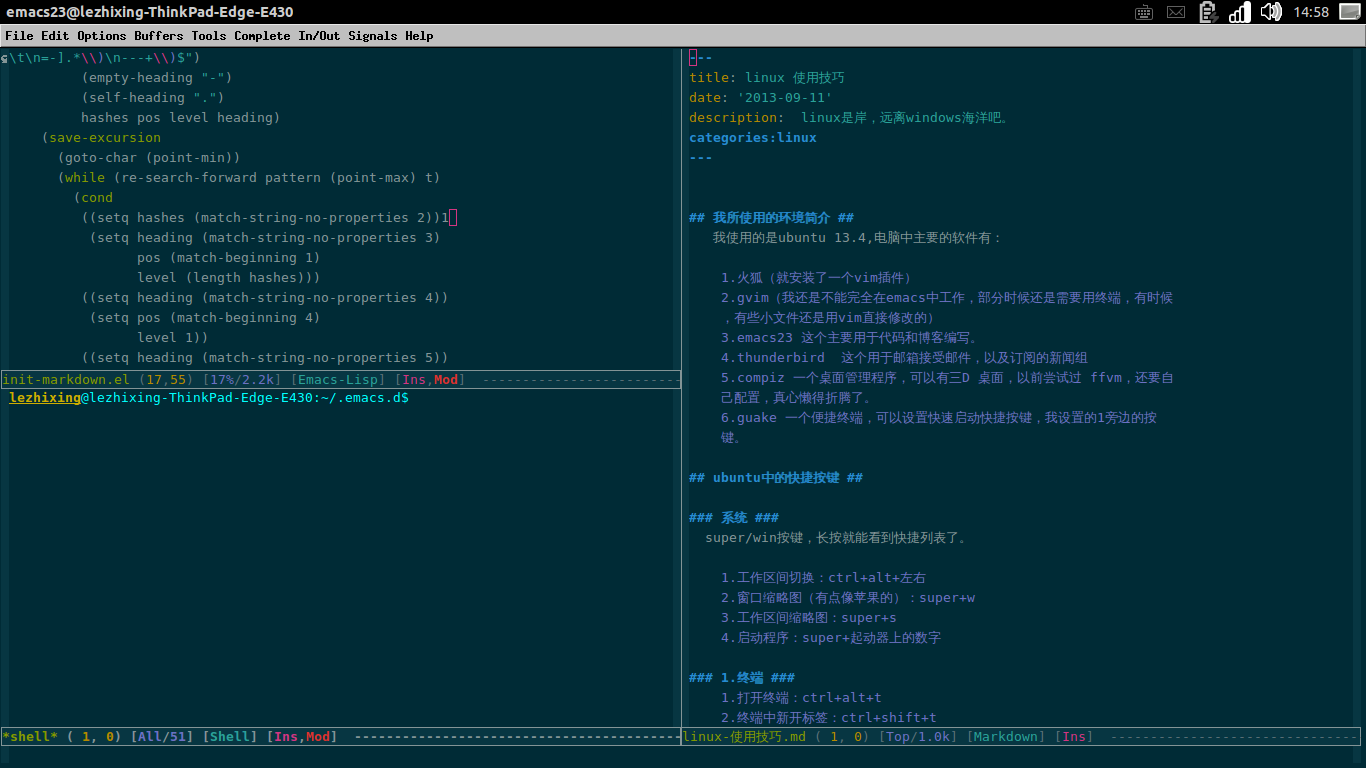 emacs23@lezhixing-ThinkPad-Edge-E430
14:58
File Edit Options Buffers Tools Complete In/Out Signals Help
\t\n=-].*\\)\n---+\\)$")
(empty-heading "-")
(self-heading ".")
hashes pos level heading)
(save-excursion
(goto-char (point-min))
(while (re-search-forward pattern (point-max) t)
(cond
((setq hashes (match-string-no-properties 2))1
(setq heading (match-string-no-properties 3)
pos (match-beginning 1)
level (length hashes)))
((setq heading (match-string-no-properties 4))
(setq pos (match-beginning 4)
level 1))
((setq heading (match-string-no-properties 5))
init-markdown.el (17,55) [17%/2.2k] [Emacs-Lisp] [Ins,Mod] ------------------------
lezhixing@lezhixing-ThinkPad-Edge-E430:~/.emacs.d$
*shell* ( 1, 0) [All/51] [Shell] [Ins,Mod] -----------------------------------------
---
title: linux 使用技巧
date: '2013-09-11'
description:  linux是岸，远离windows海洋吧。
categories:linux
---
## 我所使用的环境简介 ##
我使用的是ubuntu 13.4,电脑中主要的软件有：
1.火狐（就安装了一个vim插件）
2.gvim（我还是不能完全在emacs中工作，部分时候还是需要用终端，有时候
，有些小文件还是用vim直接修改的）
3.emacs23 这个主要用于代码和博客编写。
4.thunderbird  这个用于邮箱接受邮件，以及订阅的新闻组
5.compiz 一个桌面管理程序，可以有三D 桌面，以前尝试过 ffvm，还要自
己配置，真心懒得折腾了。
6.guake 一个便捷终端，可以设置快速启动快捷按键，我设置的1旁边的按
键。
## ubuntu中的快捷按键 ##
### 系统 ###
super/win按键，长按就能看到快捷列表了。
1.工作区间切换：ctrl+alt+左右
2.窗口缩略图（有点像苹果的）：super+w
3.工作区间缩略图：super+s
4.启动程序：super+起动器上的数字
### 1.终端 ###
1.打开终端：ctrl+alt+t
2.终端中新开标签：ctrl+shift+t
linux-使用技巧.md ( 1, 0) [Top/1.0k] [Markdown] [Ins] -------------------------------